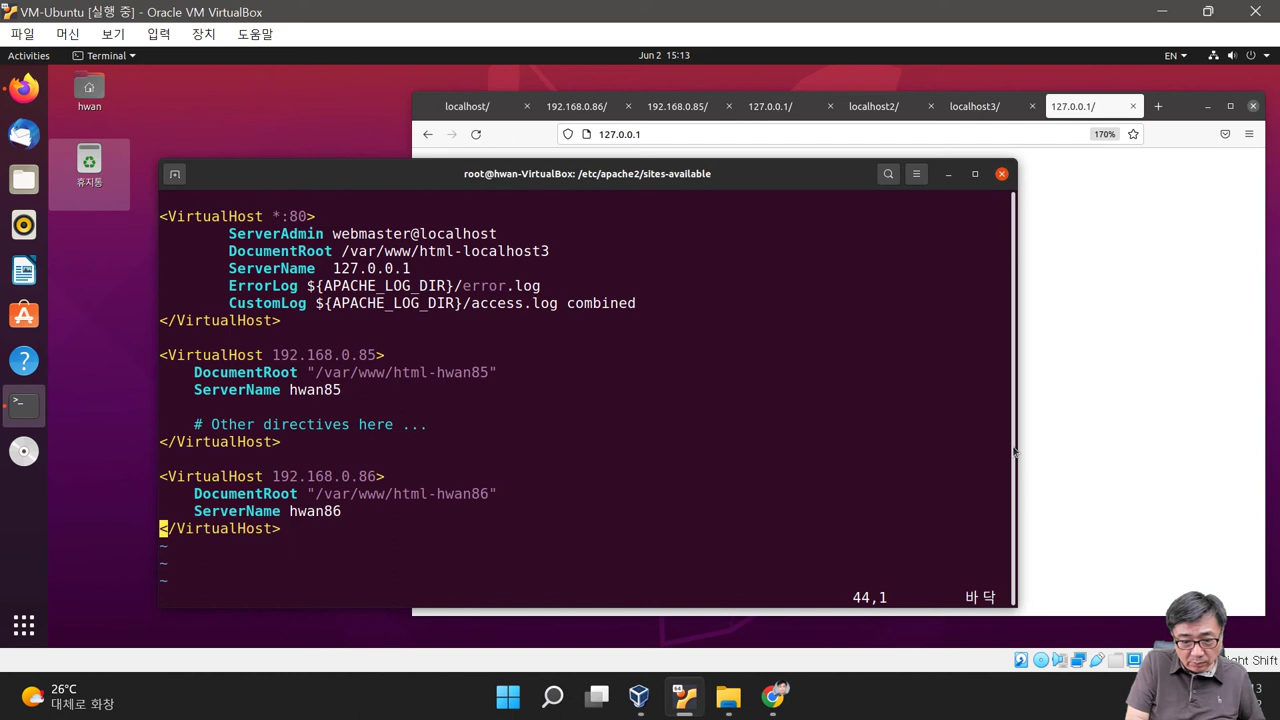 VM-Ubuntu [실행 중] - Oracle VM VirtualBox
파일 머신 보기 입력 장치 도움말
Activities Terminal Jun 2 15:13 EN
hwan
휴지통
localhost/ 192.168.0.86/ 192.168.0.85/ 127.0.0.1/ localhost2/ localhost3/ 127.0.0.1/
127.0.0.1 170%
root@hwan-VirtualBox: /etc/apache2/sites-available
<VirtualHost *:80>
ServerAdmin webmaster@localhost
DocumentRoot /var/www/html-localhost3
ServerName 127.0.0.1
ErrorLog ${APACHE_LOG_DIR}/error.log
CustomLog ${APACHE_LOG_DIR}/access.log combined
</VirtualHost>
<VirtualHost 192.168.0.85>
DocumentRoot "/var/www/html-hwan85"
ServerName hwan85
# Other directives here ...
</VirtualHost>
<VirtualHost 192.168.0.86>
DocumentRoot "/var/www/html-hwan86"
ServerName hwan86
</VirtualHost>
~
~
~
44,1 바닥
Shift
26°C
대체로 화창